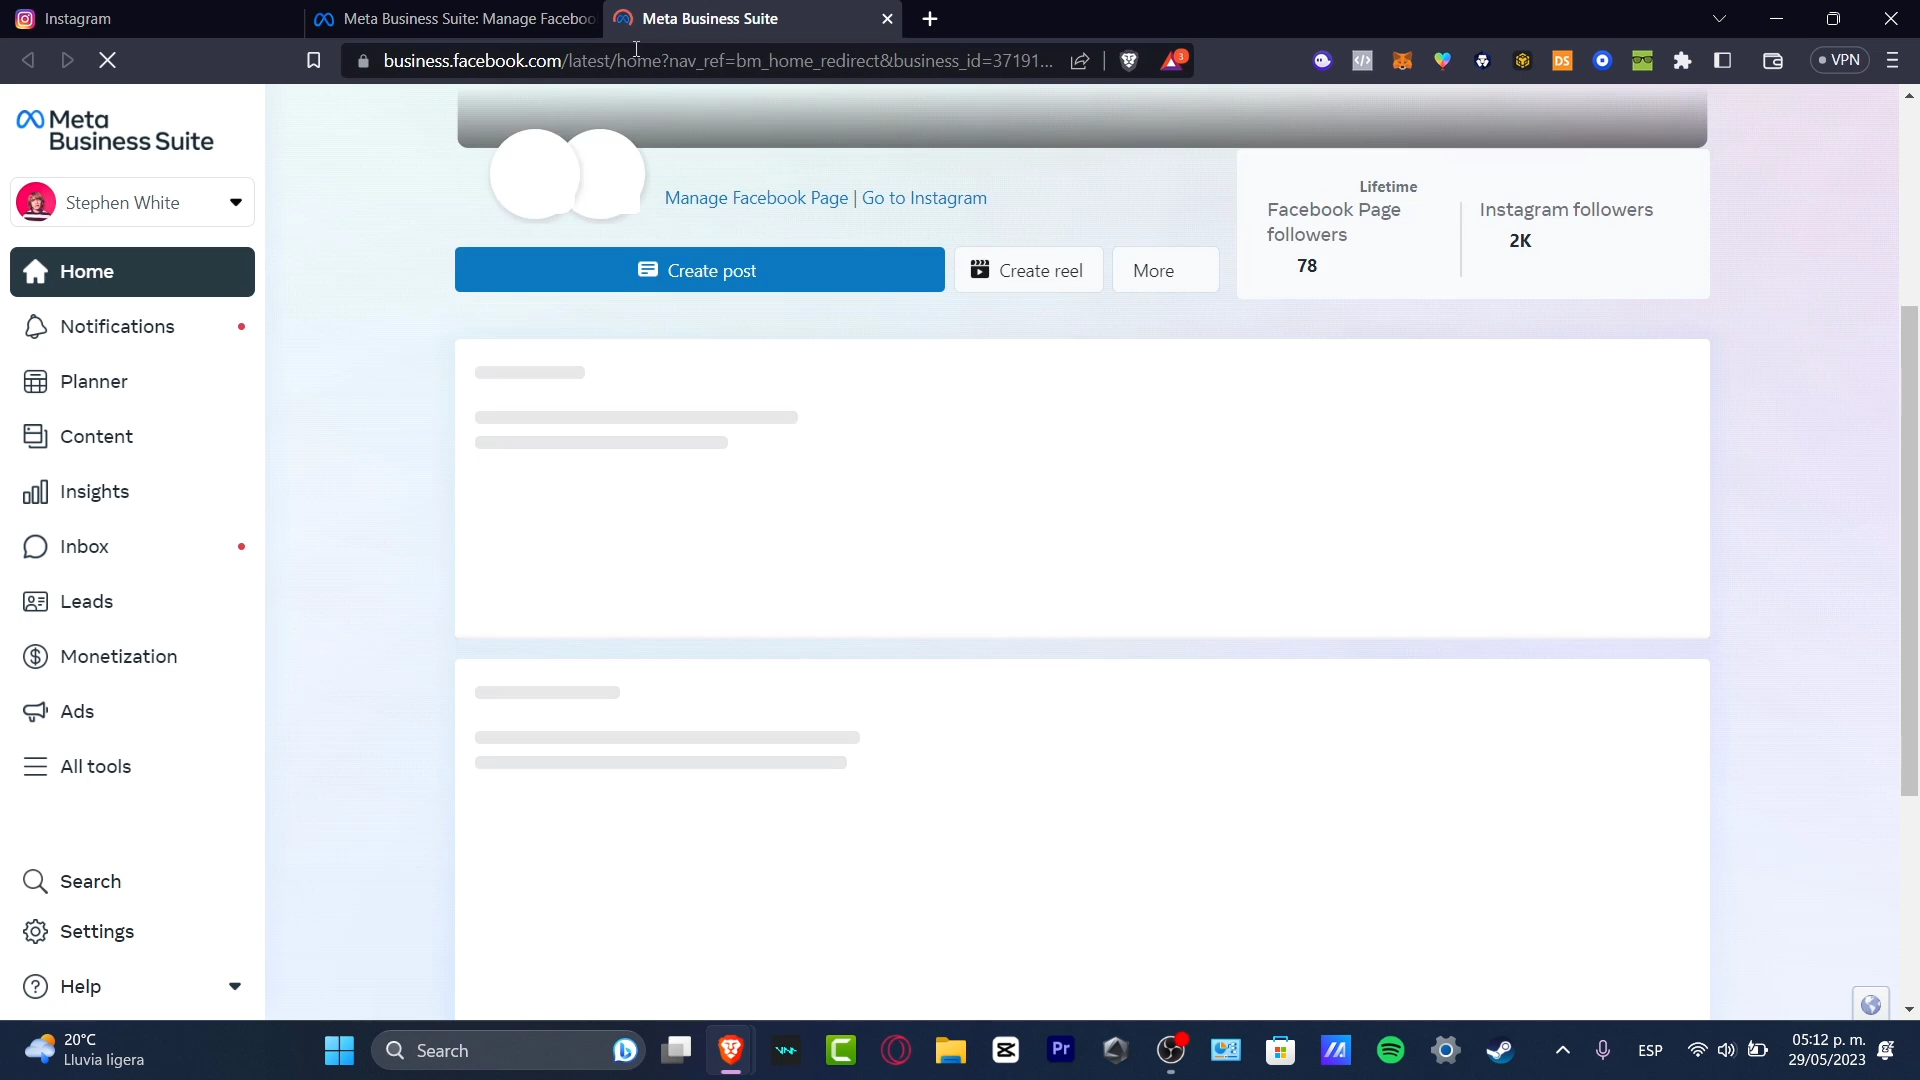 Instagram
Meta Business Suite: Manage Faceboo
Meta Business Suite
business.facebook.com/latest/home?nav_ref=bm_home_redirect&business_id=37191...
3
DS
VPN
Meta
Business Suite
Stephen White
Home
Notifications
Planner
Content
Insights
Inbox
Leads
Monetization
Ads
All tools
Search
Settings
Help
Manage Facebook Page | Go to Instagram
Create post
Create reel
More
Lifetime
Facebook Page
followers
78
Instagram followers
2K
20°C
Lluvia ligera
Search
Pr
ESP
05:12 p. m.
29/05/2023